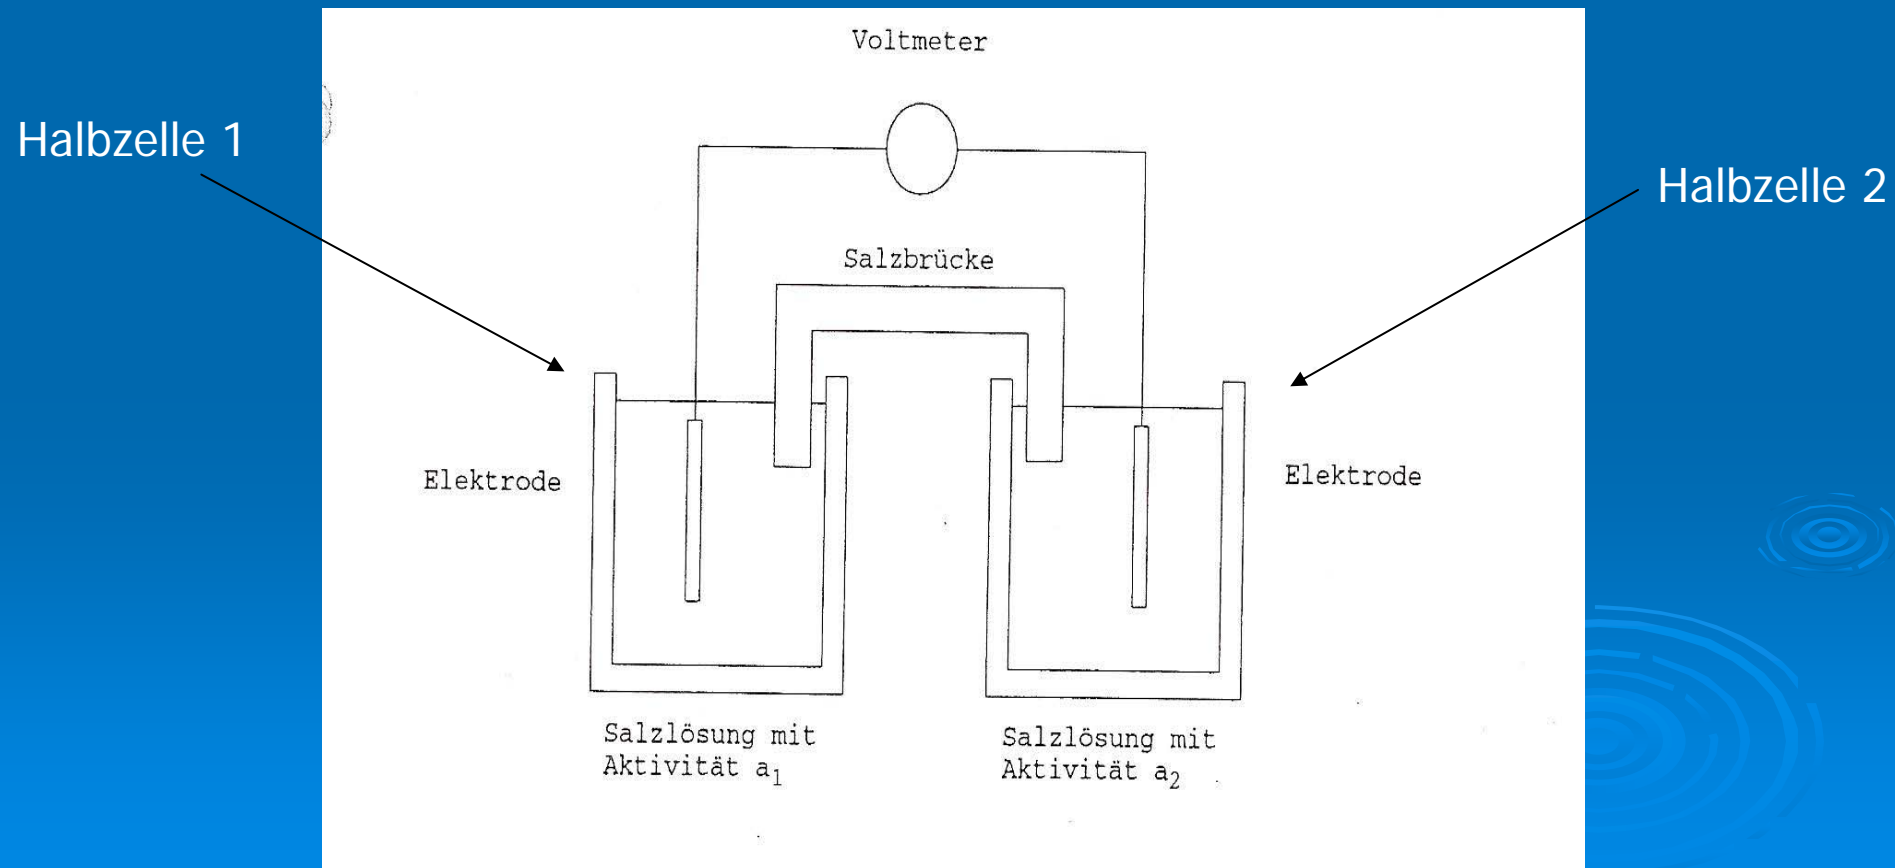 Voltmeter
Halbzelle 1
Halbzelle 2
Salzbrücke
Elektrode
Elektrode
Salzlösung mit
Aktivität a₁
Salzlösung mit
Aktivität a₂